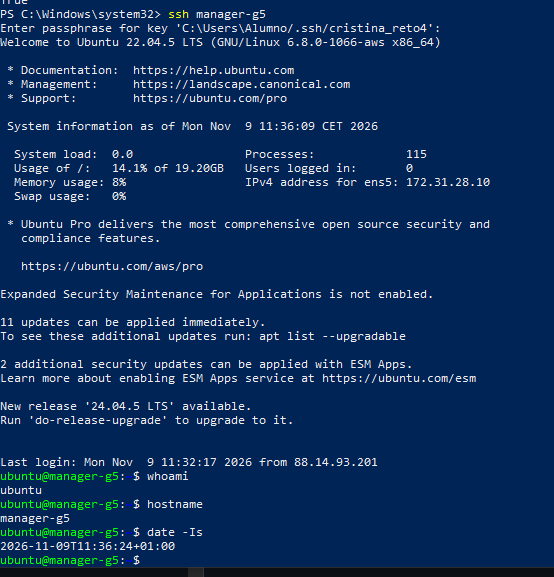 True
PS C:\Windows\system32> ssh manager-g5
Enter passphrase for key 'C:\Users\Alumno/.ssh/cristina_reto4':
Welcome to Ubuntu 22.04.5 LTS (GNU/Linux 6.8.0-1066-aws x86_64)
* Documentation: https://help.ubuntu.com
* Management: https://landscape.canonical.com
* Support: https://ubuntu.com/pro
System information as of Mon Nov 9 11:36:09 CET 2026
System load: 0.0 Processes: 115
Usage of /: 14.1% of 19.20GB Users logged in: 0
Memory usage: 8% IPv4 address for ens5: 172.31.28.10
Swap usage: 0%
* Ubuntu Pro delivers the most comprehensive open source security and
compliance features.
https://ubuntu.com/aws/pro
Expanded Security Maintenance for Applications is not enabled.
11 updates can be applied immediately.
To see these additional updates run: apt list --upgradable
2 additional security updates can be applied with ESM Apps.
Learn more about enabling ESM Apps service at https://ubuntu.com/esm
New release '24.04.5 LTS' available.
Run 'do-release-upgrade' to upgrade to it.
Last login: Mon Nov 9 11:32:17 2026 from 88.14.93.201
ubuntu@manager-g5: $ whoami
ubuntu
ubuntu@manager-g5: $ hostname
manager-g5
ubuntu@manager-g5: $ date -Is
2026-11-09T11:36:24+01:00
ubuntu@manager-g5: $